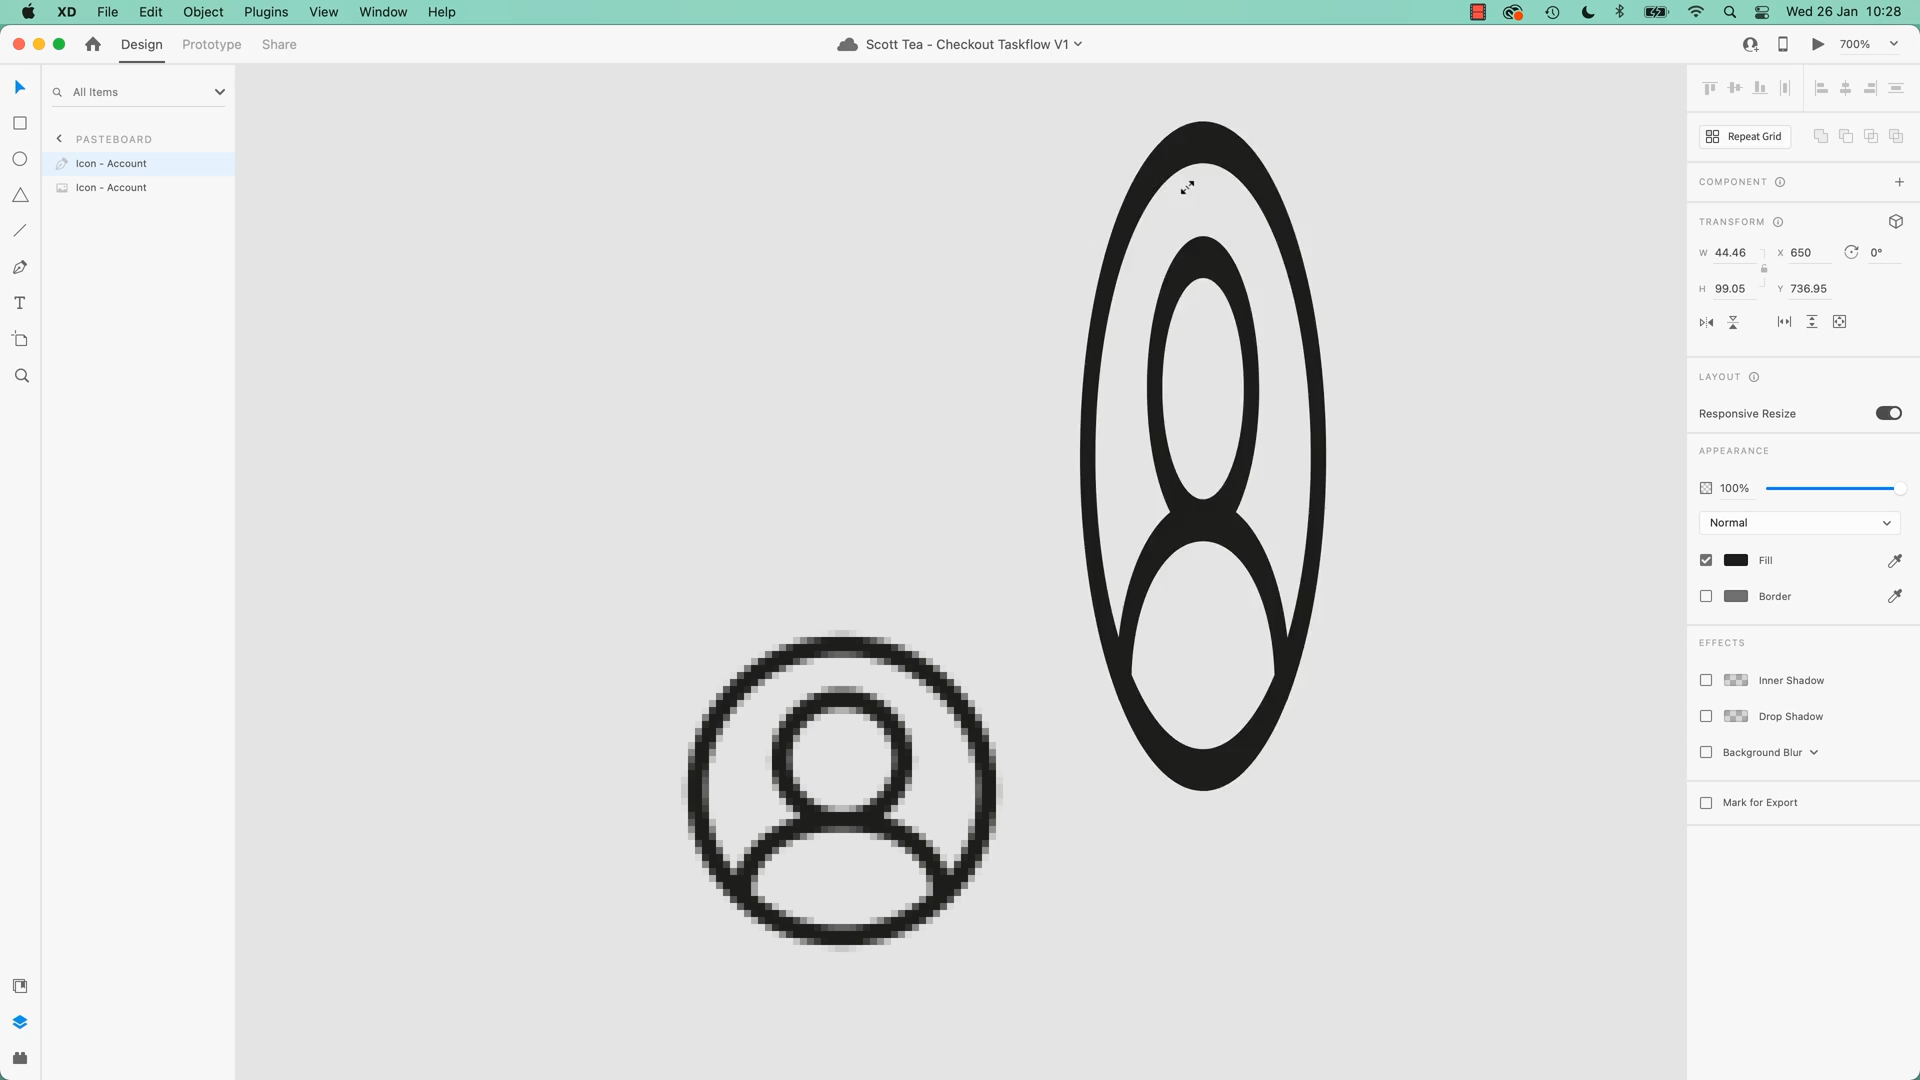 XD File Edit Object Plugins View Window Help Wed 26 Jan 10:28
Design Prototype Share Scott Tea - Checkout Taskflow V1 700%
All Items
PASTEBOARD
Icon - Account
Icon - Account
Repeat Grid
COMPONENT
TRANSFORM
W 44.46 X 650 0°
H 99.05 Y 736.95
LAYOUT
Responsive Resize
APPEARANCE
100%
Normal
Fill
Border
EFFECTS
Inner Shadow
Drop Shadow
Background Blur
Mark for Export